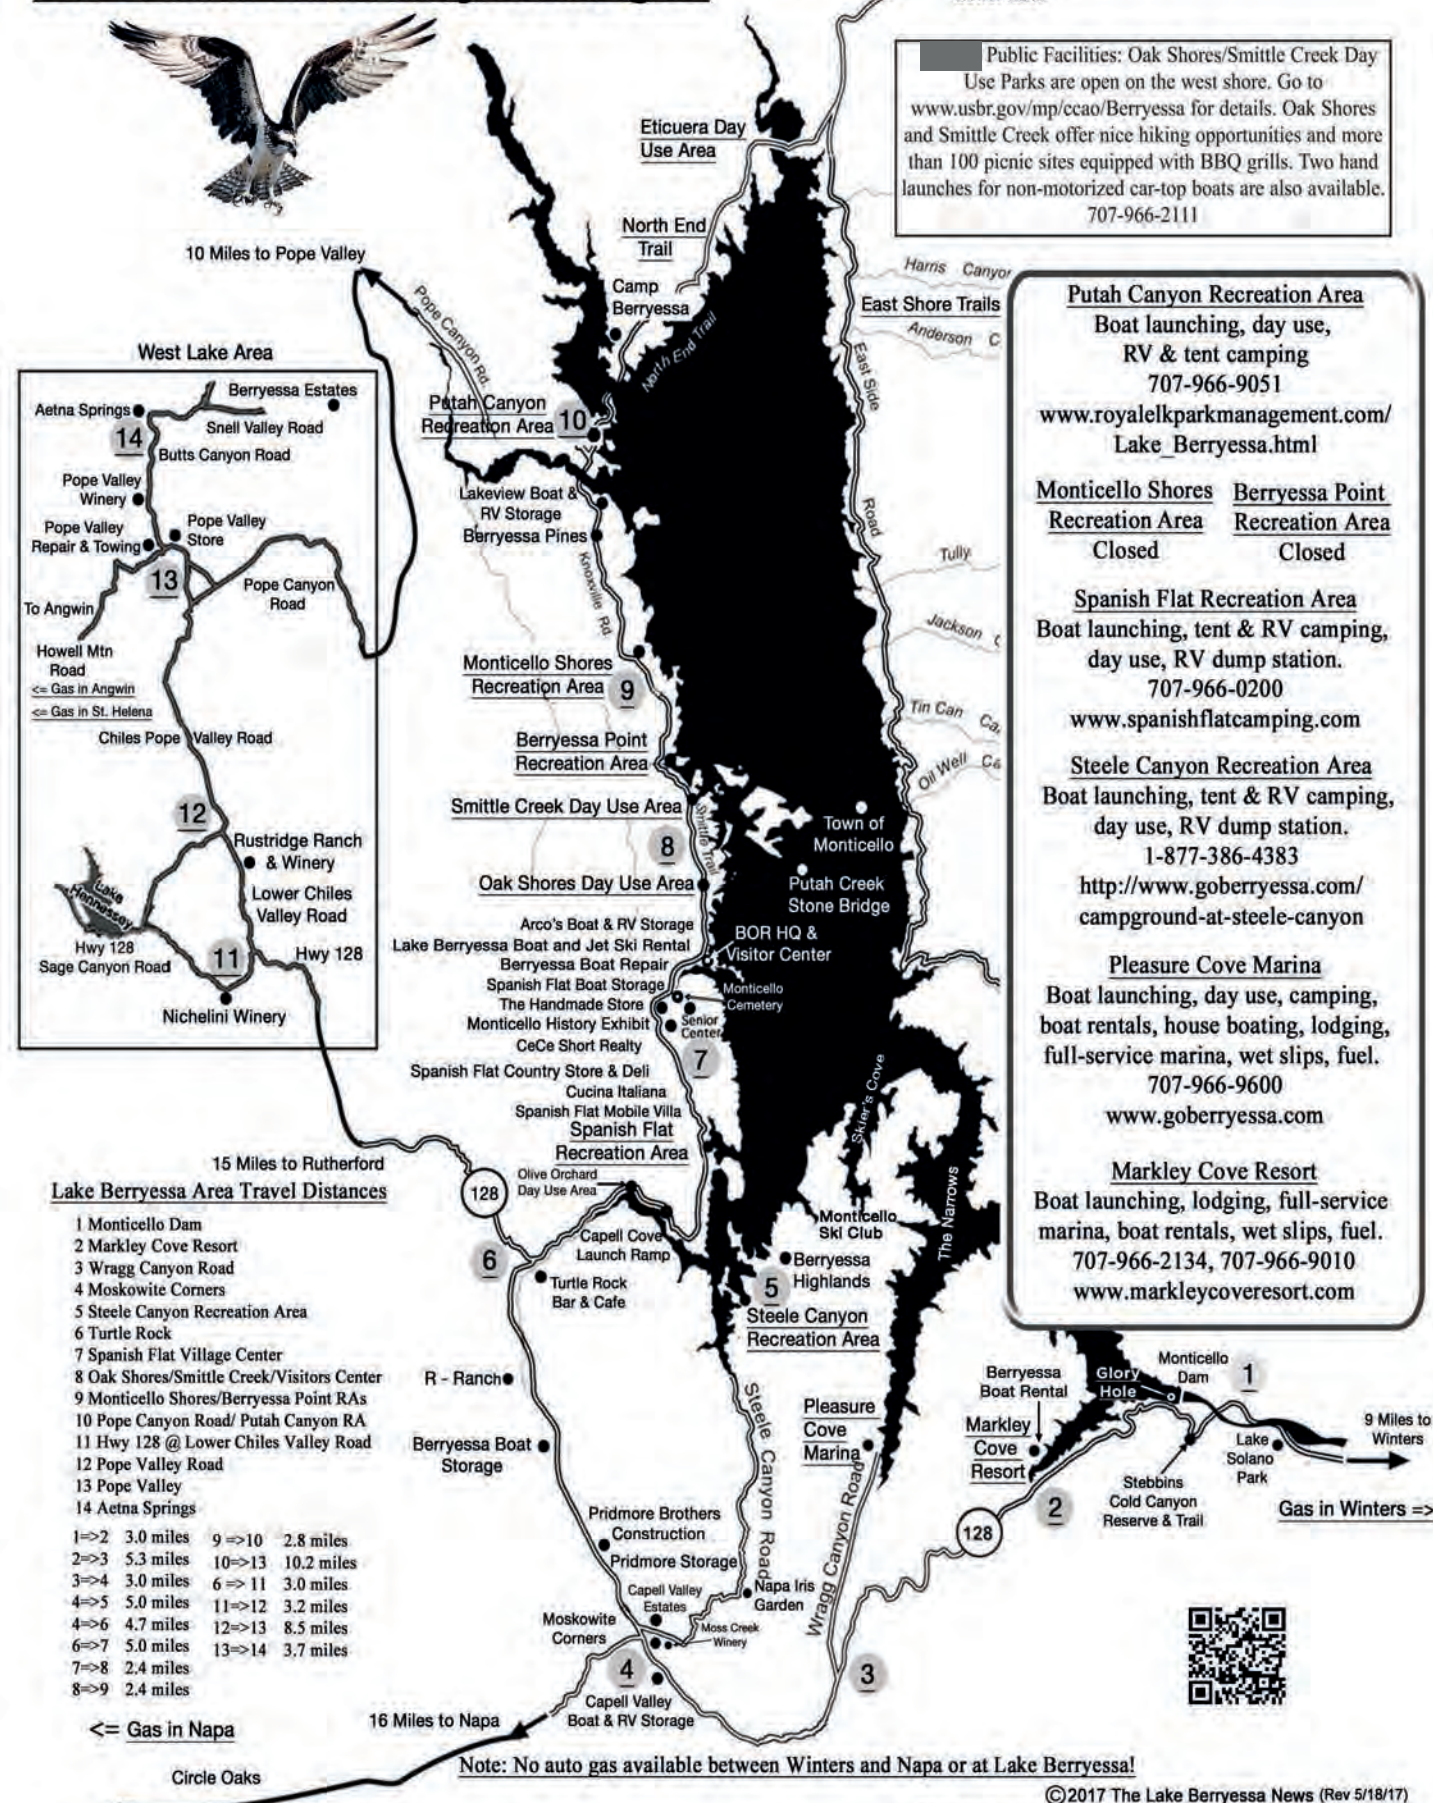 Public Facilities: Oak Shores/Smittle Creek Day
Use Parks are open on the west shore. Go to
www.usbr.gov/mp/ccao/Berryessa for details. Oak Shores
and Smittle Creek offer nice hiking opportunities and more
than 100 picnic sites equipped with BBQ grills. Two hand
launches for non-motorized car-top boats are also available.
707-966-2111
Eticuera Day
Use Area
North End
Trail
Camp
Berryessa
North End Trail
10 Miles to Pope Valley
Pope Canyon Rd.
Harris Canyon
East Shore Trails
Anderson C
East Side
Road
Tully
Jackson
Tin Can Ca
Oil Well Ca
West Lake Area
Berryessa Estates
Aetna Springs
Snell Valley Road
14
Butts Canyon Road
Pope Valley
Winery
Pope Valley
Store
Pope Valley
Repair & Towing
13
Pope Canyon
Road
To Angwin
Howell Mtn
Road
<= Gas in Angwin
<= Gas in St. Helena
Chiles Pope Valley Road
12
Rustridge Ranch
& Winery
Lake
Hennessey
Lower Chiles
Valley Road
Hwy 128
Sage Canyon Road
11
Hwy 128
Nichelini Winery
Putah Canyon
Recreation Area
10
Lakeview Boat &
RV Storage
Berryessa Pines
Knoxville Rd.
Monticello Shores
Recreation Area
9
Berryessa Point
Recreation Area
Smittle Creek Day Use Area
Smittle Trail
8
Oak Shores Day Use Area
Town of
Monticello
Putah Creek
Stone Bridge
Arco's Boat & RV Storage
Lake Berryessa Boat and Jet Ski Rental
Berryessa Boat Repair
BOR HQ &
Visitor Center
Spanish Flat Boat Storage
The Handmade Store
Monticello
Cemetery
Monticello History Exhibit
Senior
Center
CeCe Short Realty
7
Spanish Flat Country Store & Deli
Cucina Italiana
Spanish Flat Mobile Villa
Spanish Flat
Recreation Area
Olive Orchard
Day Use Area
Skier's Cove
The Narrows
Capell Cove
Launch Ramp
Monticello
Ski Club
Berryessa
Highlands
5
Steele Canyon
Recreation Area
15 Miles to Rutherford
128
6
Turtle Rock
Bar & Cafe
R - Ranch
Berryessa Boat
Storage
Steele Canyon Road
Pleasure
Cove
Marina
Wragg Canyon Road
Pridmore Brothers
Construction
Pridmore Storage
Capell Valley
Estates
Napa Iris
Garden
Moskowite
Corners
Moss Creek
Winery
4
Capell Valley
Boat & RV Storage
3
16 Miles to Napa
Putah Canyon Recreation Area
Boat launching, day use,
RV & tent camping
707-966-9051
www.royalelkparkmanagement.com/
Lake_Berryessa.html
Monticello Shores
Recreation Area
Closed
Berryessa Point
Recreation Area
Closed
Spanish Flat Recreation Area
Boat launching, tent & RV camping,
day use, RV dump station.
707-966-0200
www.spanishflatcamping.com
Steele Canyon Recreation Area
Boat launching, tent & RV camping,
day use, RV dump station.
1-877-386-4383
http://www.goberryessa.com/
campground-at-steele-canyon
Pleasure Cove Marina
Boat launching, day use, camping,
boat rentals, house boating, lodging,
full-service marina, wet slips, fuel.
707-966-9600
www.goberryessa.com
Markley Cove Resort
Boat launching, lodging, full-service
marina, boat rentals, wet slips, fuel.
707-966-2134, 707-966-9010
www.markleycoveresort.com
Berryessa
Boat Rental
Glory
Hole
Monticello
Dam
1
Markley
Cove
Resort
Lake
Solano
Park
9 Miles to
Winters
2
128
Stebbins
Cold Canyon
Reserve & Trail
Gas in Winters =>
Lake Berryessa Area Travel Distances
1 Monticello Dam
2 Markley Cove Resort
3 Wragg Canyon Road
4 Moskowite Corners
5 Steele Canyon Recreation Area
6 Turtle Rock
7 Spanish Flat Village Center
8 Oak Shores/Smittle Creek/Visitors Center
9 Monticello Shores/Berryessa Point RAs
10 Pope Canyon Road/ Putah Canyon RA
11 Hwy 128 @ Lower Chiles Valley Road
12 Pope Valley Road
13 Pope Valley
14 Aetna Springs
1=>2 3.0 miles
2=>3 5.3 miles
3=>4 3.0 miles
4=>5 5.0 miles
4=>6 4.7 miles
6=>7 5.0 miles
7=>8 2.4 miles
8=>9 2.4 miles
9 =>10 2.8 miles
10=>13 10.2 miles
6 => 11 3.0 miles
11=>12 3.2 miles
12=>13 8.5 miles
13=>14 3.7 miles
<= Gas in Napa
Circle Oaks
Note: No auto gas available between Winters and Napa or at Lake Berryessa!
©2017 The Lake Berryessa News (Rev 5/18/17)